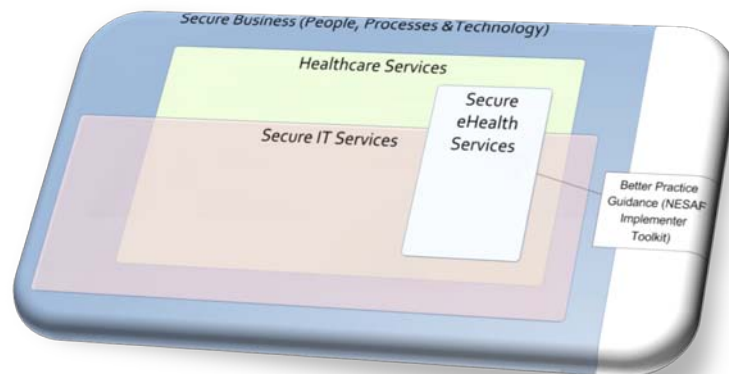 Secure Business (People, Processes &Technology)
Healthcare Services
Secure
eHealth
Services
Secure IT Services
Better Practice
Guidance (NESAF
Implementer
Toolkit)